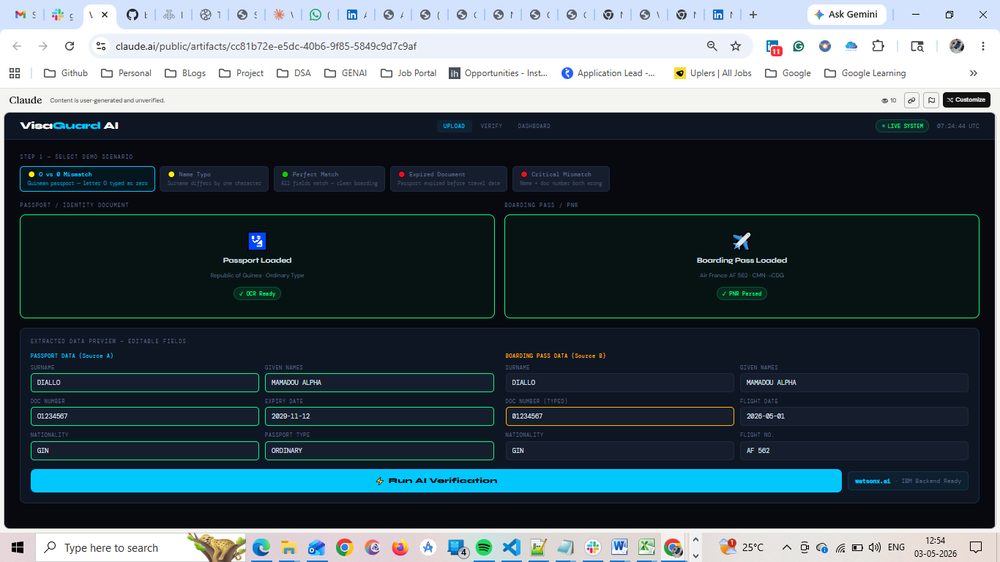 Ask Gemini
claude.ai/public/artifacts/cc81b72e-e5dc-40b6-9f85-5849c9d7c9af
11
Github
Personal
BLogs
Project
DSA
GENAI
Job Portal
Opportunities - Inst...
Application Lead -...
Uplers | All Jobs
Google
Google Learning
Claude
Content is user-generated and unverified.
10
Customize
VisaGuard AI
UPLOAD
VERIFY
DASHBOARD
LIVE SYSTEM
07:24:44 UTC
STEP 1 — SELECT DEMO SCENARIO
O vs 0 Mismatch
Guinean passport — letter O typed as zero
Name Typo
Surname differs by one character
Perfect Match
All fields match — clean boarding
Expired Document
Passport expired before travel date
Critical Mismatch
Name + doc number both wrong
PASSPORT / IDENTITY DOCUMENT
BOARDING PASS / PNR
Passport Loaded
Republic of Guinea · Ordinary Type
✓ OCR Ready
Boarding Pass Loaded
Air France AF 562 · CMN→CDG
✓ PNR Parsed
EXTRACTED DATA PREVIEW — EDITABLE FIELDS
PASSPORT DATA (Source A)
BOARDING PASS DATA (Source B)
SURNAME
GIVEN NAMES
SURNAME
GIVEN NAMES
DIALLO
MAMADOU ALPHA
DIALLO
MAMADOU ALPHA
DOC NUMBER
EXPIRY DATE
DOC NUMBER (TYPED)
FLIGHT DATE
O1234567
2029-11-12
01234567
2026-05-01
NATIONALITY
PASSPORT TYPE
NATIONALITY
FLIGHT NO.
GIN
ORDINARY
GIN
AF 562
Run AI Verification
watsonx.ai · IBM Backend Ready
Type here to search
4
1
25°C
ENG
12:54
03-05-2026